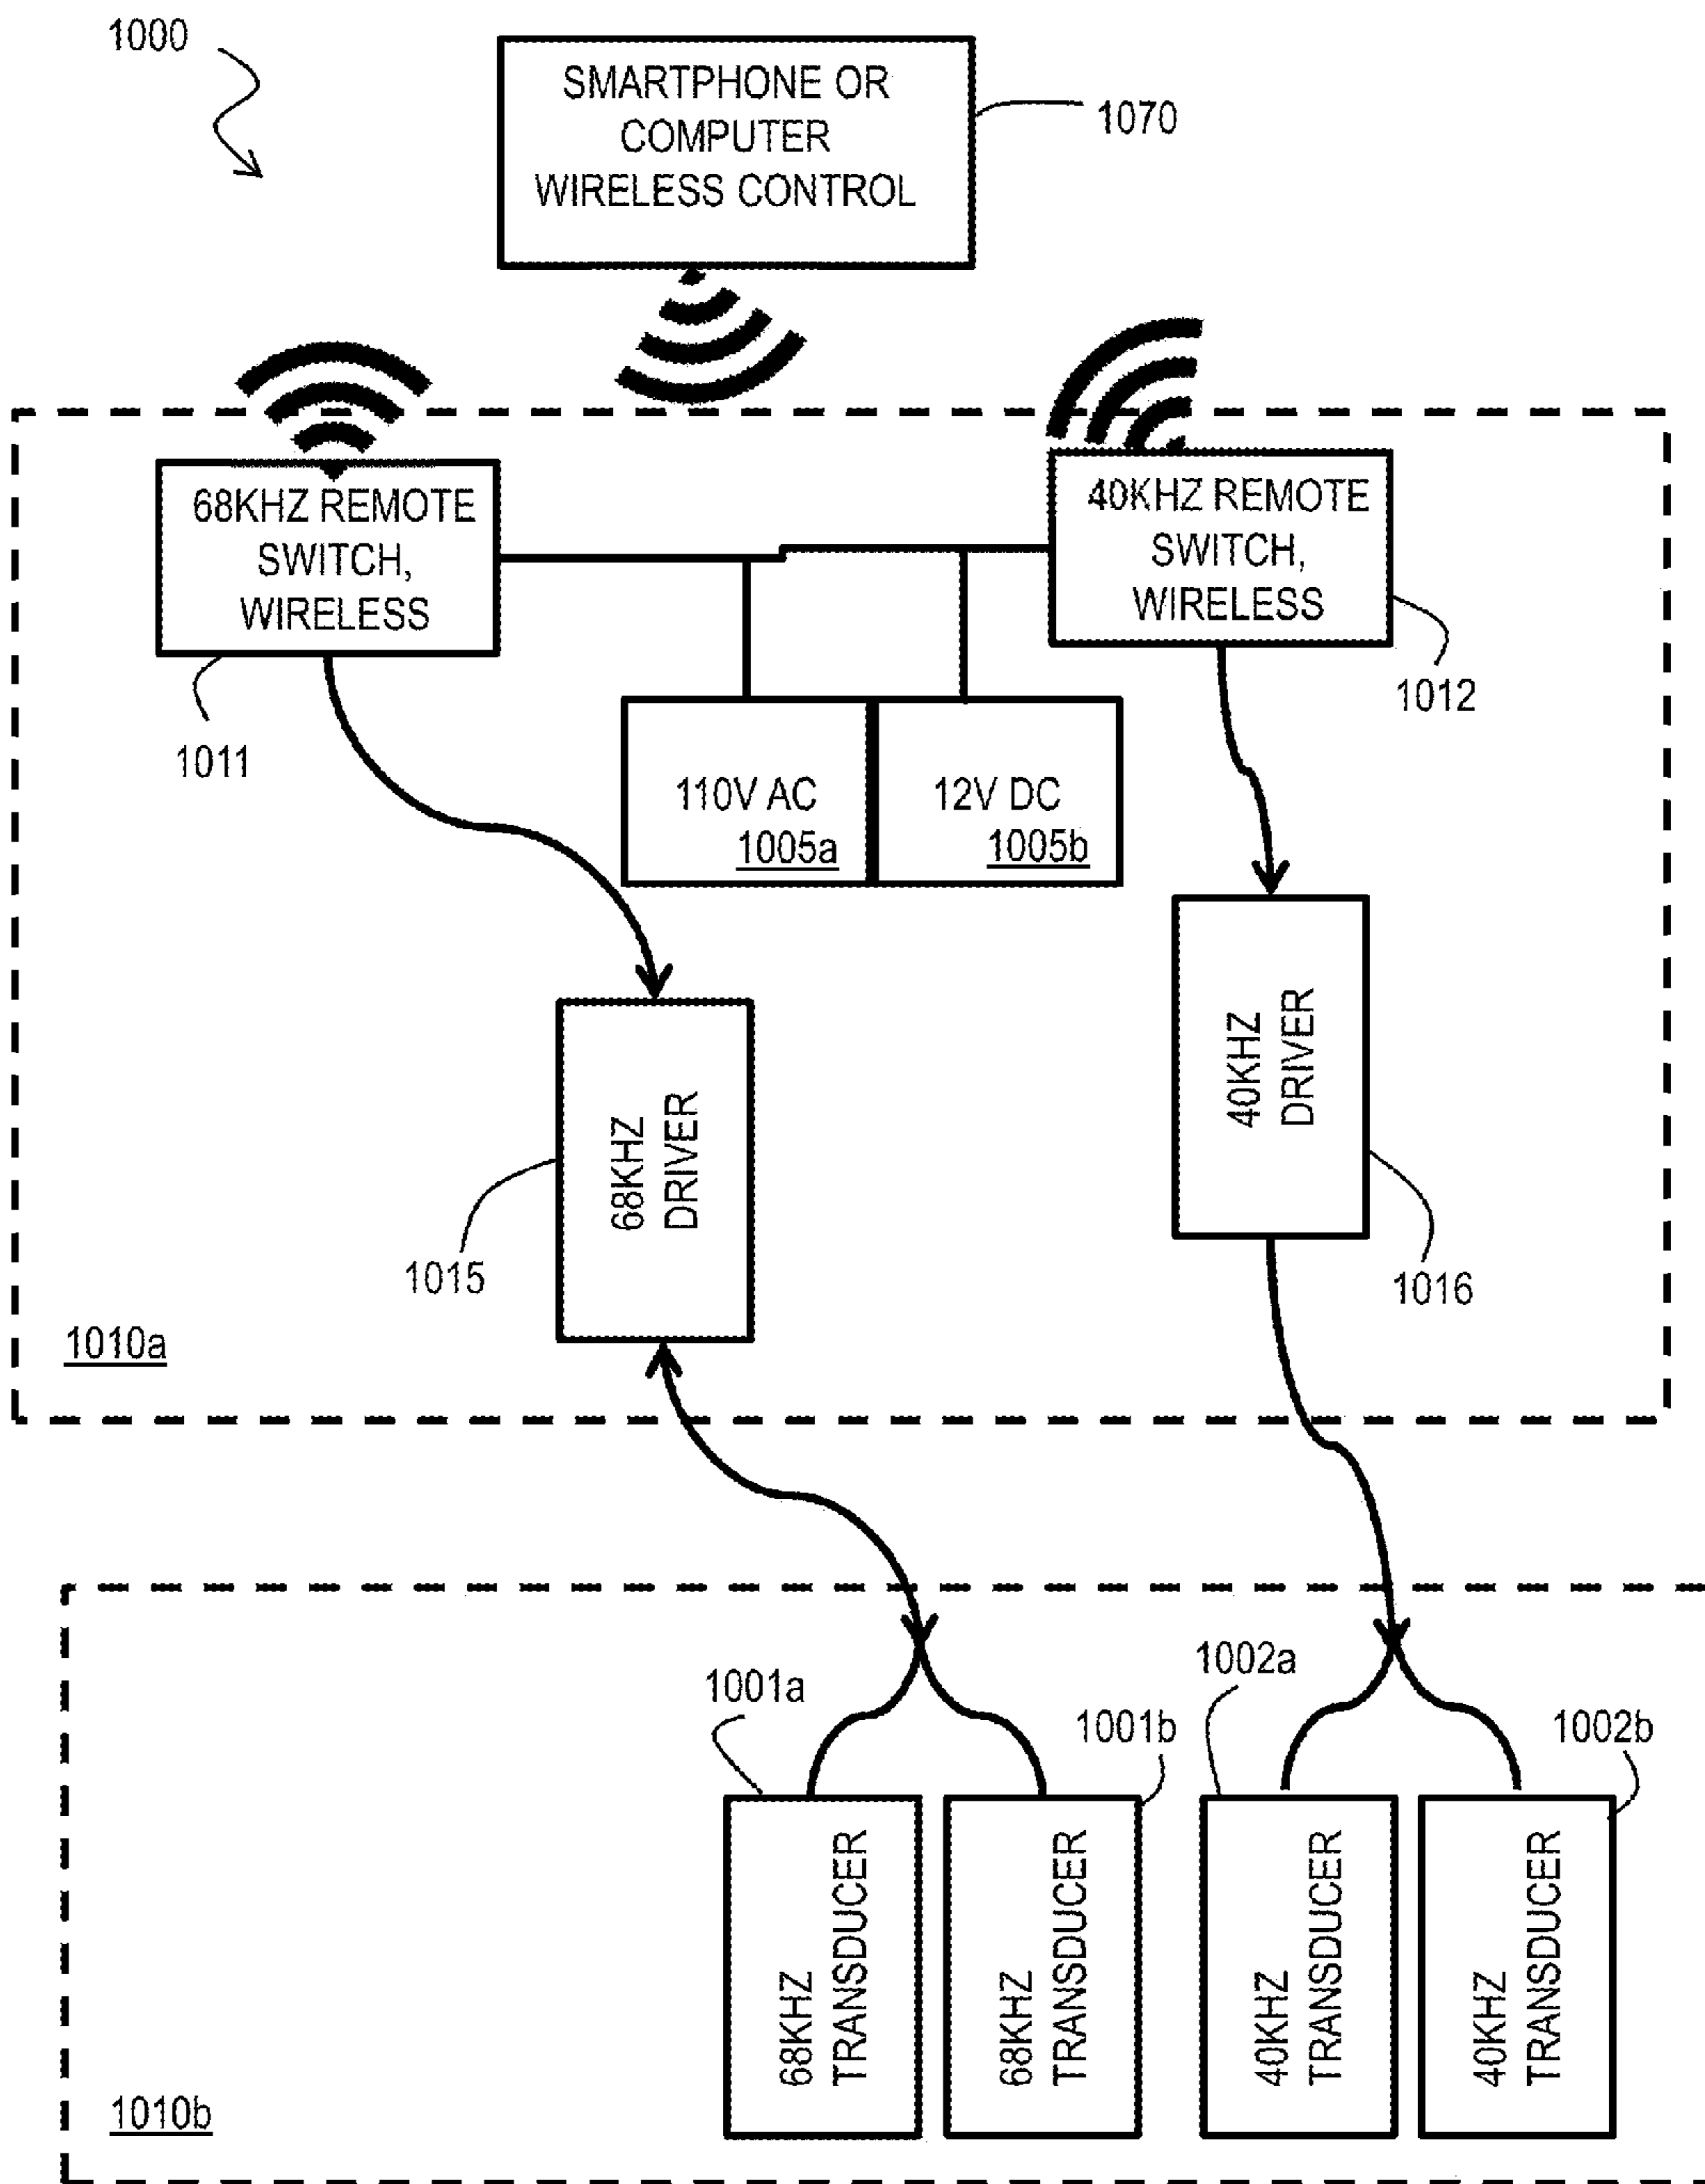 1000
SMARTPHONE OR
COMPUTER
WIRELESS CONTROL
1070
68KHZ REMOTE
SWITCH,
WIRELESS
40KHZ REMOTE
SWITCH,
WIRELESS
1011
1012
110V AC
1005a
12V DC
1005b
68KHZ
DRIVER
40KHZ
DRIVER
1015
1016
1010a
1001a
1001b
1002a
1002b
68KHZ
TRANSDUCER
68KHZ
TRANSDUCER
40KHZ
TRANSDUCER
40KHZ
TRANSDUCER
1010b